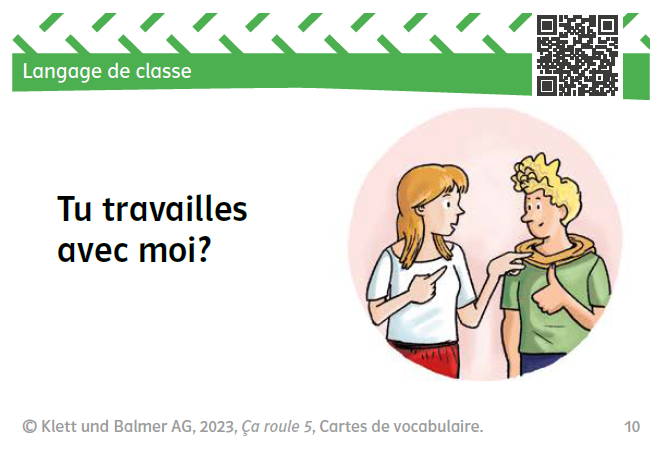 Langage de classe
Tu travailles
avec moi?
© Klett und Balmer AG, 2023, Ça roule 5, Cartes de vocabulaire.
10